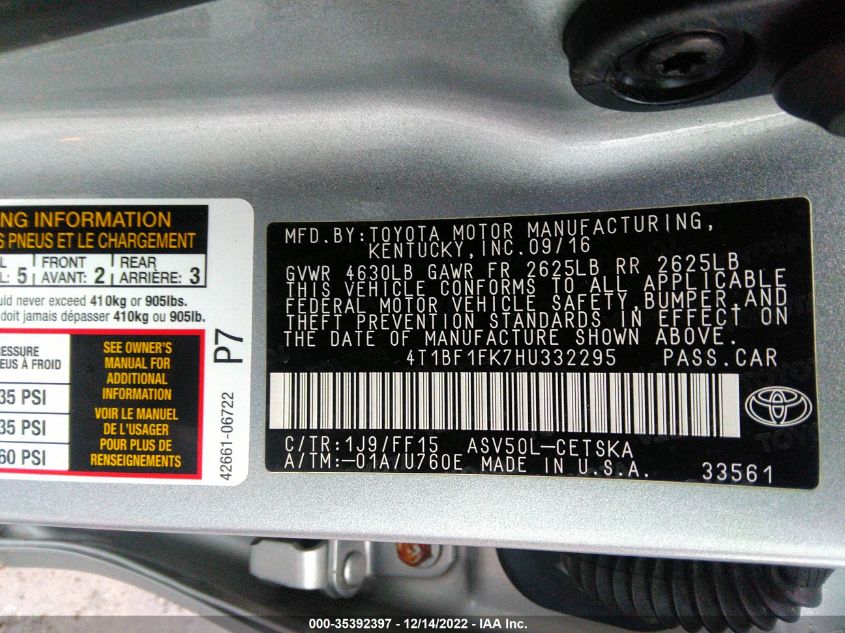 NG INFORMATION
S PNEUS ET LE CHARGEMENT
L: 5 FRONT AVANT: 2 REAR ARRIÈRE: 3
uld never exceed 410kg or 905lbs.
doit jamais dépasser 410kg ou 905lb.
ESSURE
EUS À FROID
35 PSI
35 PSI
60 PSI
SEE OWNER'S
MANUAL FOR
ADDITIONAL
INFORMATION
VOIR LE MANUEL
DE L'USAGER
POUR PLUS DE
RENSEIGNEMENTS
P7
42661-06722
MFD.BY:TOYOTA MOTOR MANUFACTURING,
KENTUCKY,INC.09/16
GVWR 4630LB GAWR FR 2625LB RR 2625LB
THIS VEHICLE CONFORMS TO ALL APPLICABLE
FEDERAL MOTOR VEHICLE SAFETY,BUMPER,AND
THEFT PREVENTION STANDARDS IN EFFECT ON
THE DATE OF MANUFACTURE SHOWN ABOVE.
4T1BF1FK7HU332295 PASS.CAR
C/TR:1J9/FF15 ASV50L-CETSKA
A/TM:-01A/U760E MADE IN U.S.A. 33561
000-35392397 - 12/14/2022 - IAA Inc.